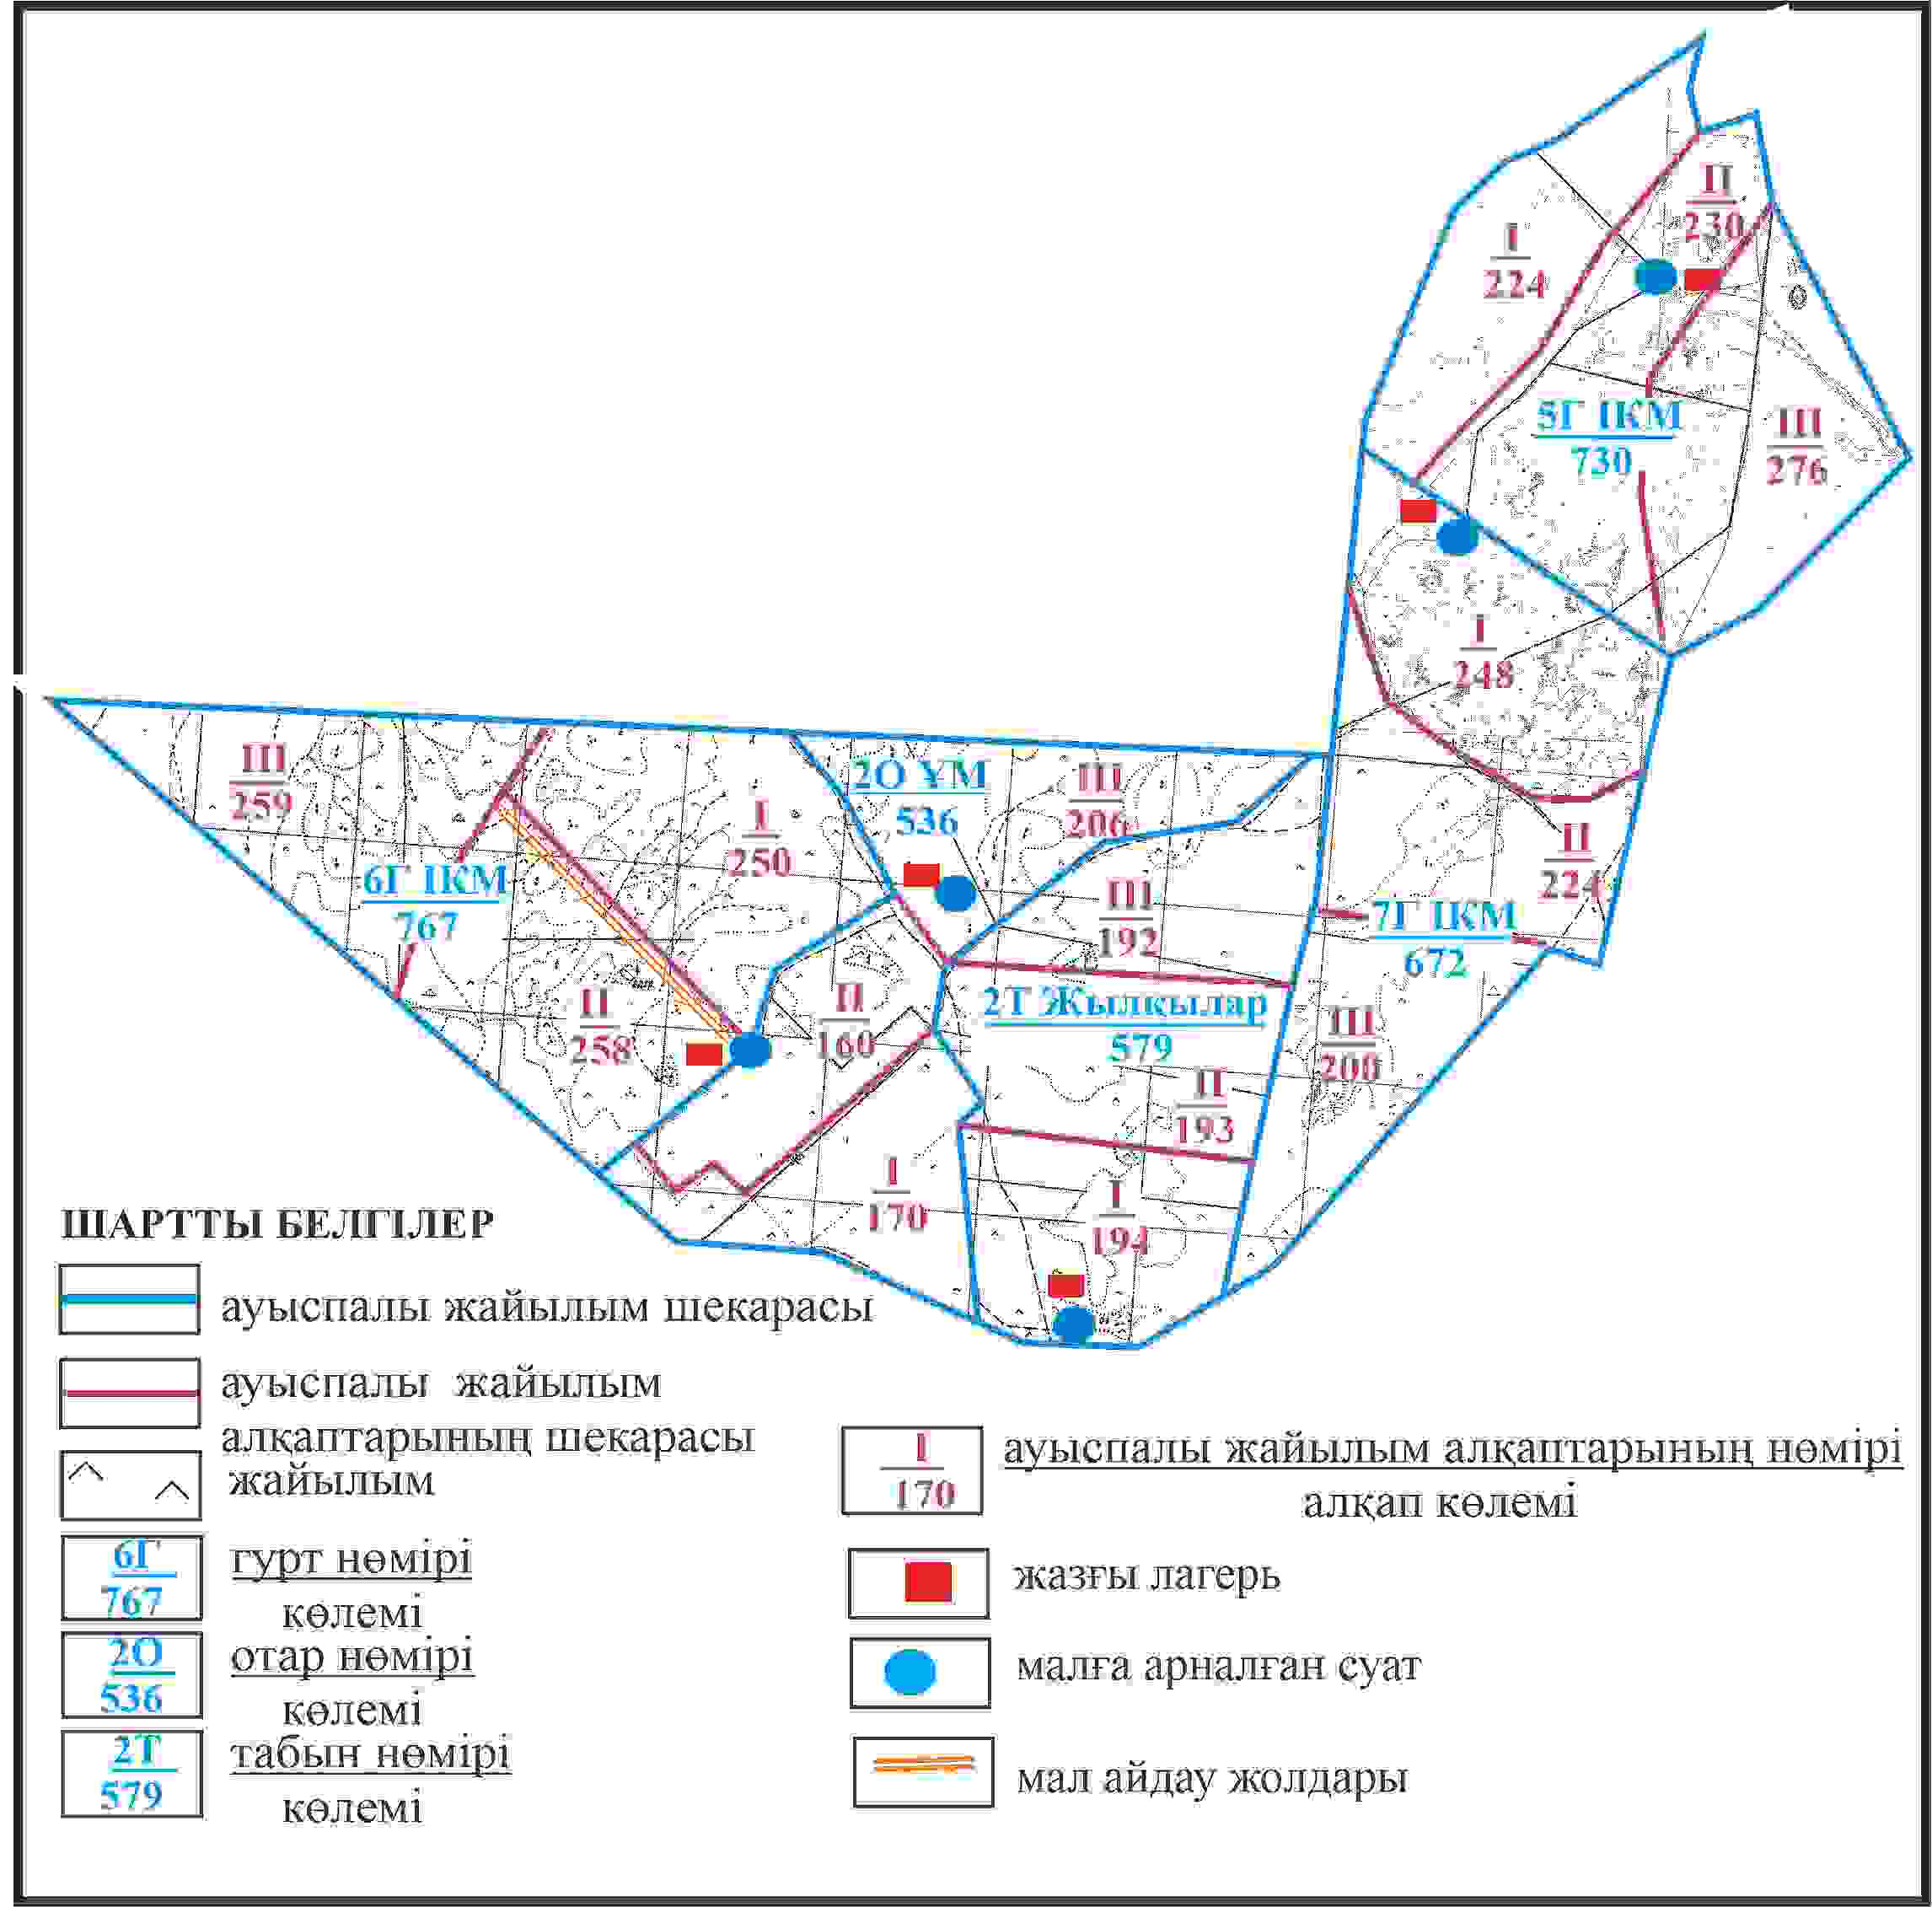 II
230
I
224
5Г ІКМ
730
III
276
I
248
III
259
I
250
2О ҰМ
536
III
206
II
224
6Г ІКМ
767
III
192
7Г ІКМ
672
II
258
II
160
2Т Жылқылар
579
III
200
II
193
I
170
I
194
ШАРТТЫ БЕЛГІЛЕР
ауыспалы жайылым шекарасы
ауыспалы жайылым
алқаптарының шекарасы
жайылым
6Г
767
гурт нөмірі
көлемі
2О
536
отар нөмірі
көлемі
2Т
579
табын нөмірі
көлемі
I
170
ауыспалы жайылым алқаптарының нөмірі
алқап көлемі
жазғы лагерь
малға арналған суат
мал айдау жолдары